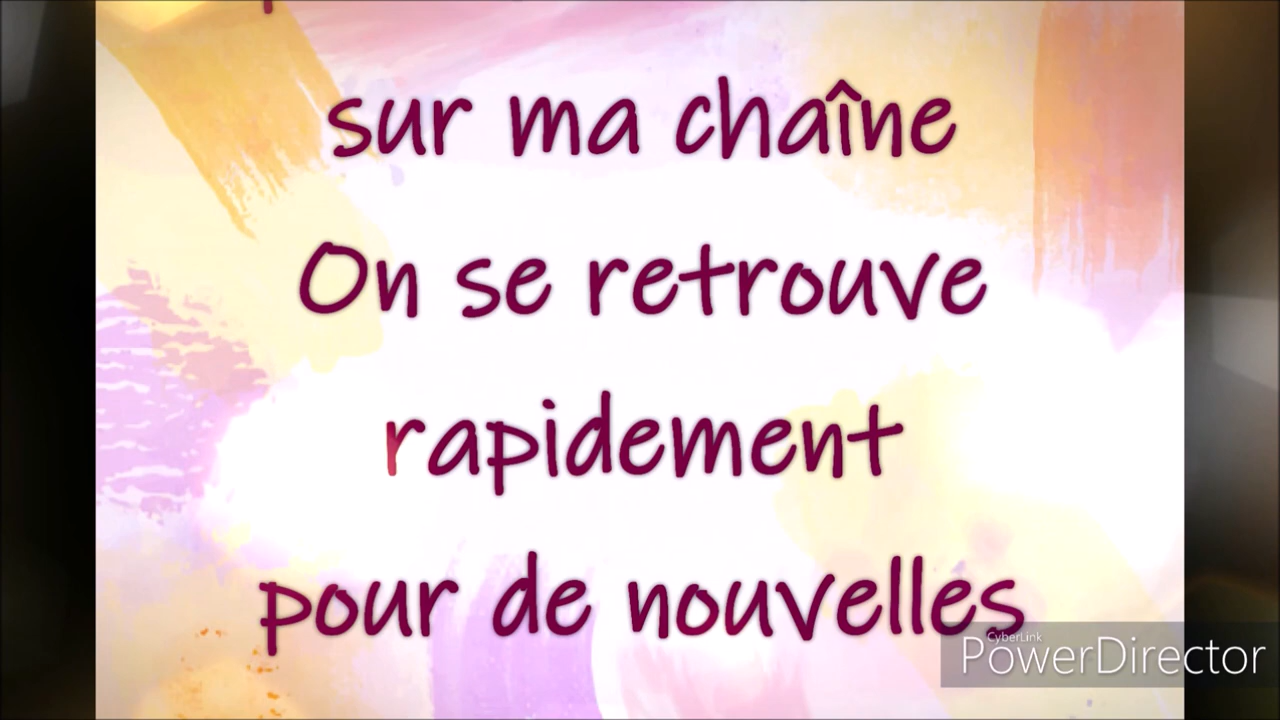 sur ma chaîne
On se retrouve
rapidement
pour de nouvelles
CyberLink
PowerDirector